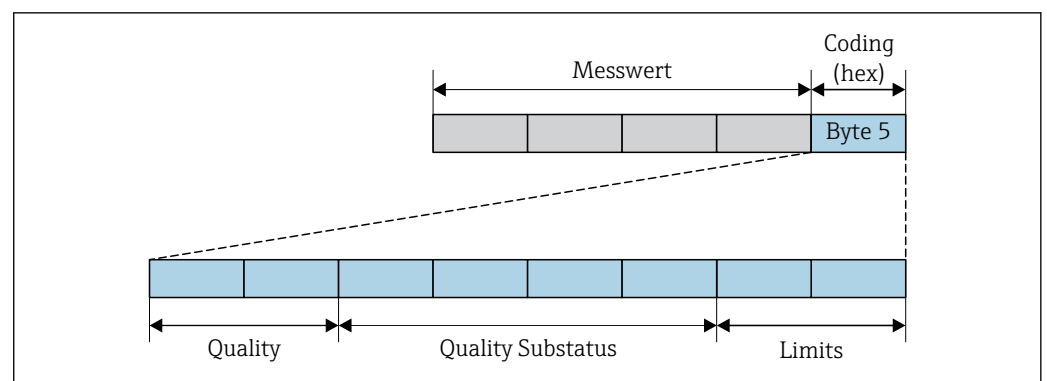 Coding
(hex)
Messwert
Byte 5
Quality
Quality Substatus
Limits